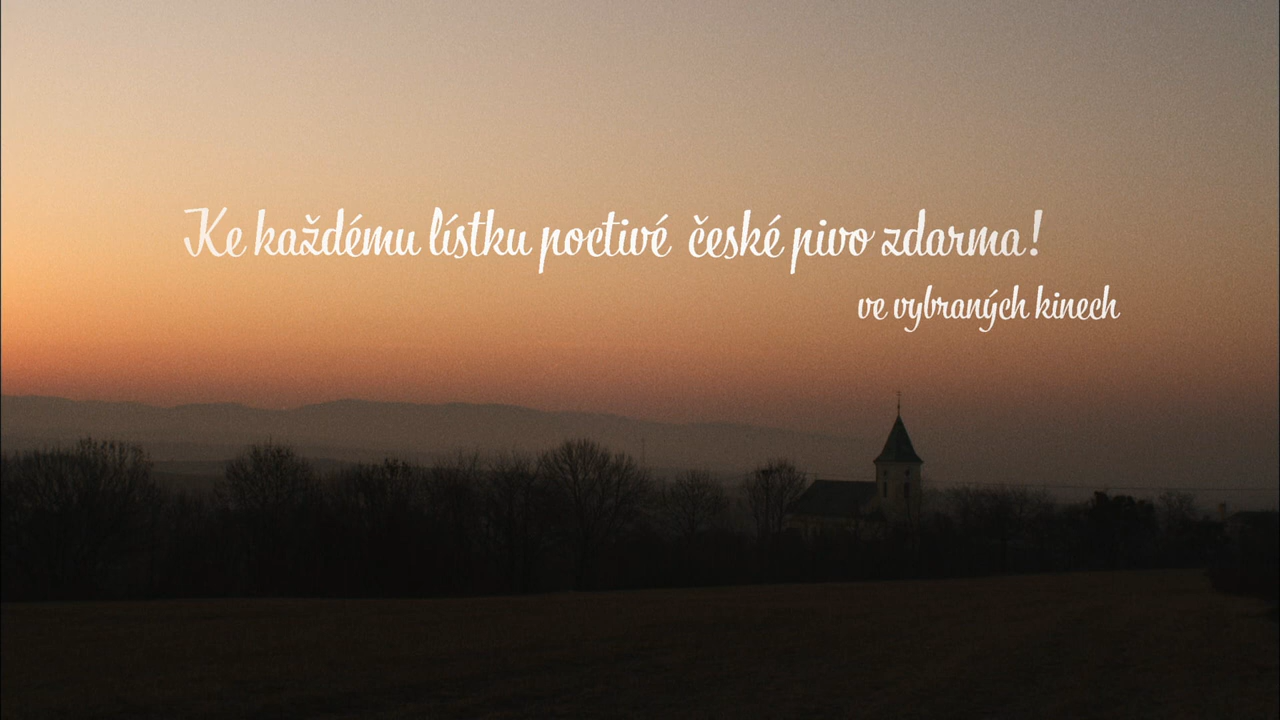 Ke každému lístku poctivé české pivo zdarma!
ve vybraných kinech